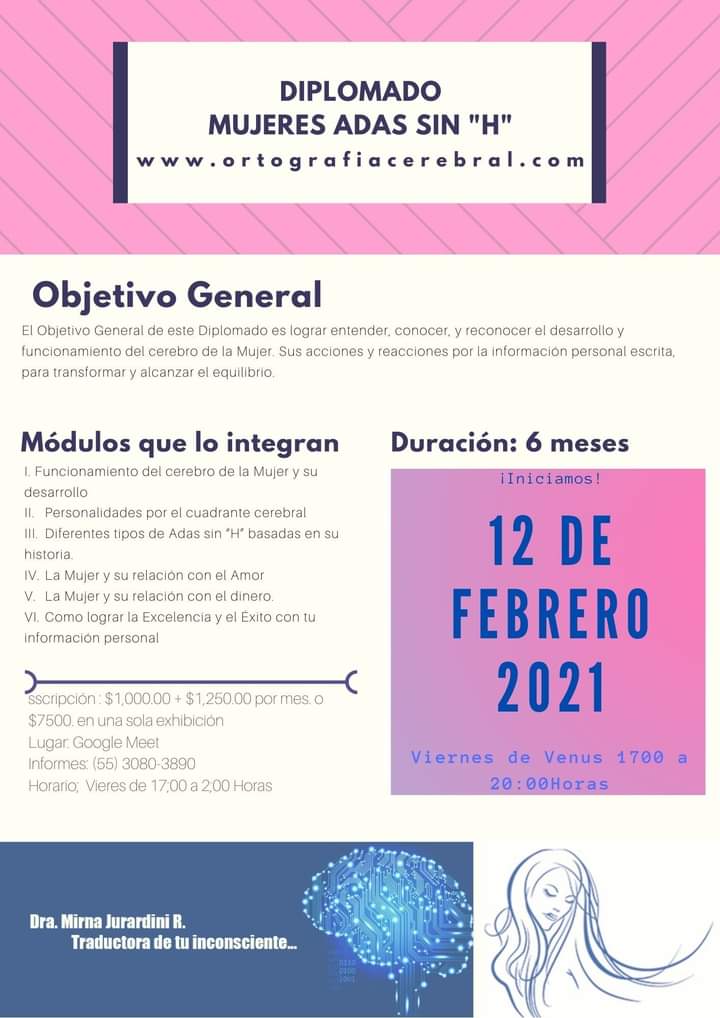 DIPLOMADO
MUJERES ADAS SIN "H"
www.ortografiacerebral.com
Objetivo General
El Objetivo General de este Diplomado es lograr entender, conocer, y reconocer el desarrollo y
funcionamiento del cerebro de la Mujer. Sus acciones y reacciones por la información personal escrita,
para transformar y alcanzar el equilibrio.
Módulos que lo integran
I. Funcionamiento del cerebro de la Mujer y su
desarrollo
II. Personalidades por el cuadrante cerebral
III. Diferentes tipos de Adas sin "H" basadas en su
historia.
IV. La Mujer y su relación con el Amor
V. La Mujer y su relación con el dinero.
VI. Como lograr la Excelencia y el Éxito con tu
información personal
sscripción : $1,000.00 + $1,250.00 por mes. o
$7500. en una sola exhibición
Lugar: Google Meet
Informes: (55) 3080-3890
Horario; Vieres de 17;00 a 2,00 Horas
Duración: 6 meses
¡Iniciamos!
12 DE
FEBRERO
2021
Viernes de Venus 1700 a
20:00Horas
Dra. Mirna Jurardini R.
Traductora de tu inconsciente...
0110
0100
1001